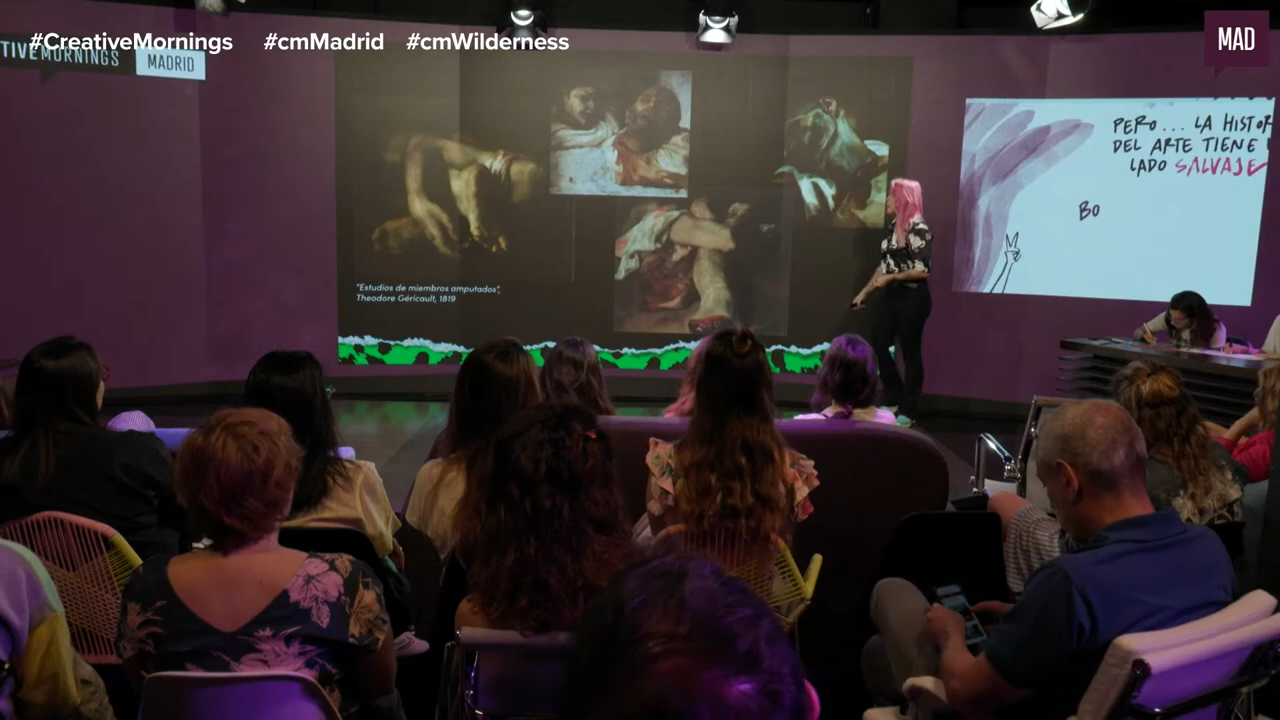 #CreativeMornings #cmMadrid #cmWilderness
TIVEMORNINGS
MADRID
MAD
PERO... LA HISTOR
DEL ARTE TIENE
LADO SALVAJE
BO
"Estudios de miembros amputados",
Theodore Géricault, 1819